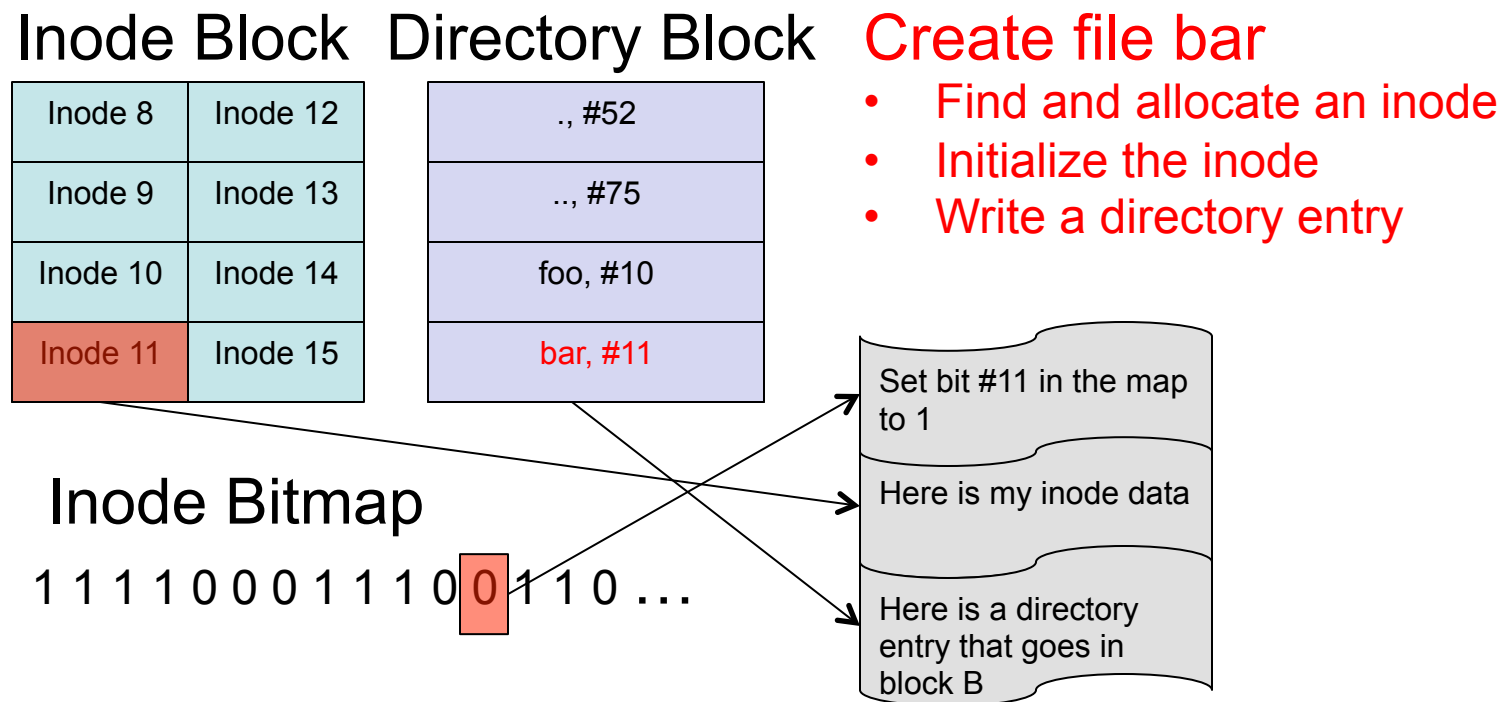 Inode Block
Directory Block
Create file bar
• Find and allocate an inode
• Initialize the inode
• Write a directory entry
Inode 8
Inode 12
Inode 9
Inode 13
Inode 10
Inode 14
Inode 11
Inode 15
., #52
.., #75
foo, #10
bar, #11
Set bit #11 in the map
to 1
Here is my inode data
Here is a directory
entry that goes in
block B
Inode Bitmap
1 1 1 1 0 0 0 1 1 1 0 0 1 1 0 ...